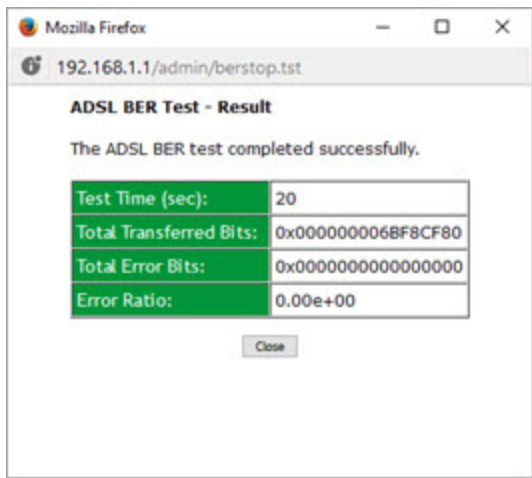 Mozilla Firefox
192.168.1.1/admin/berstop.tst
ADSL BER Test - Result
The ADSL BER test completed successfully.
Test Time (sec): 20
Total Transferred Bits: 0x000000006BF8CF80
Total Error Bits: 0x0000000000000000
Error Ratio: 0.00e+00
Close